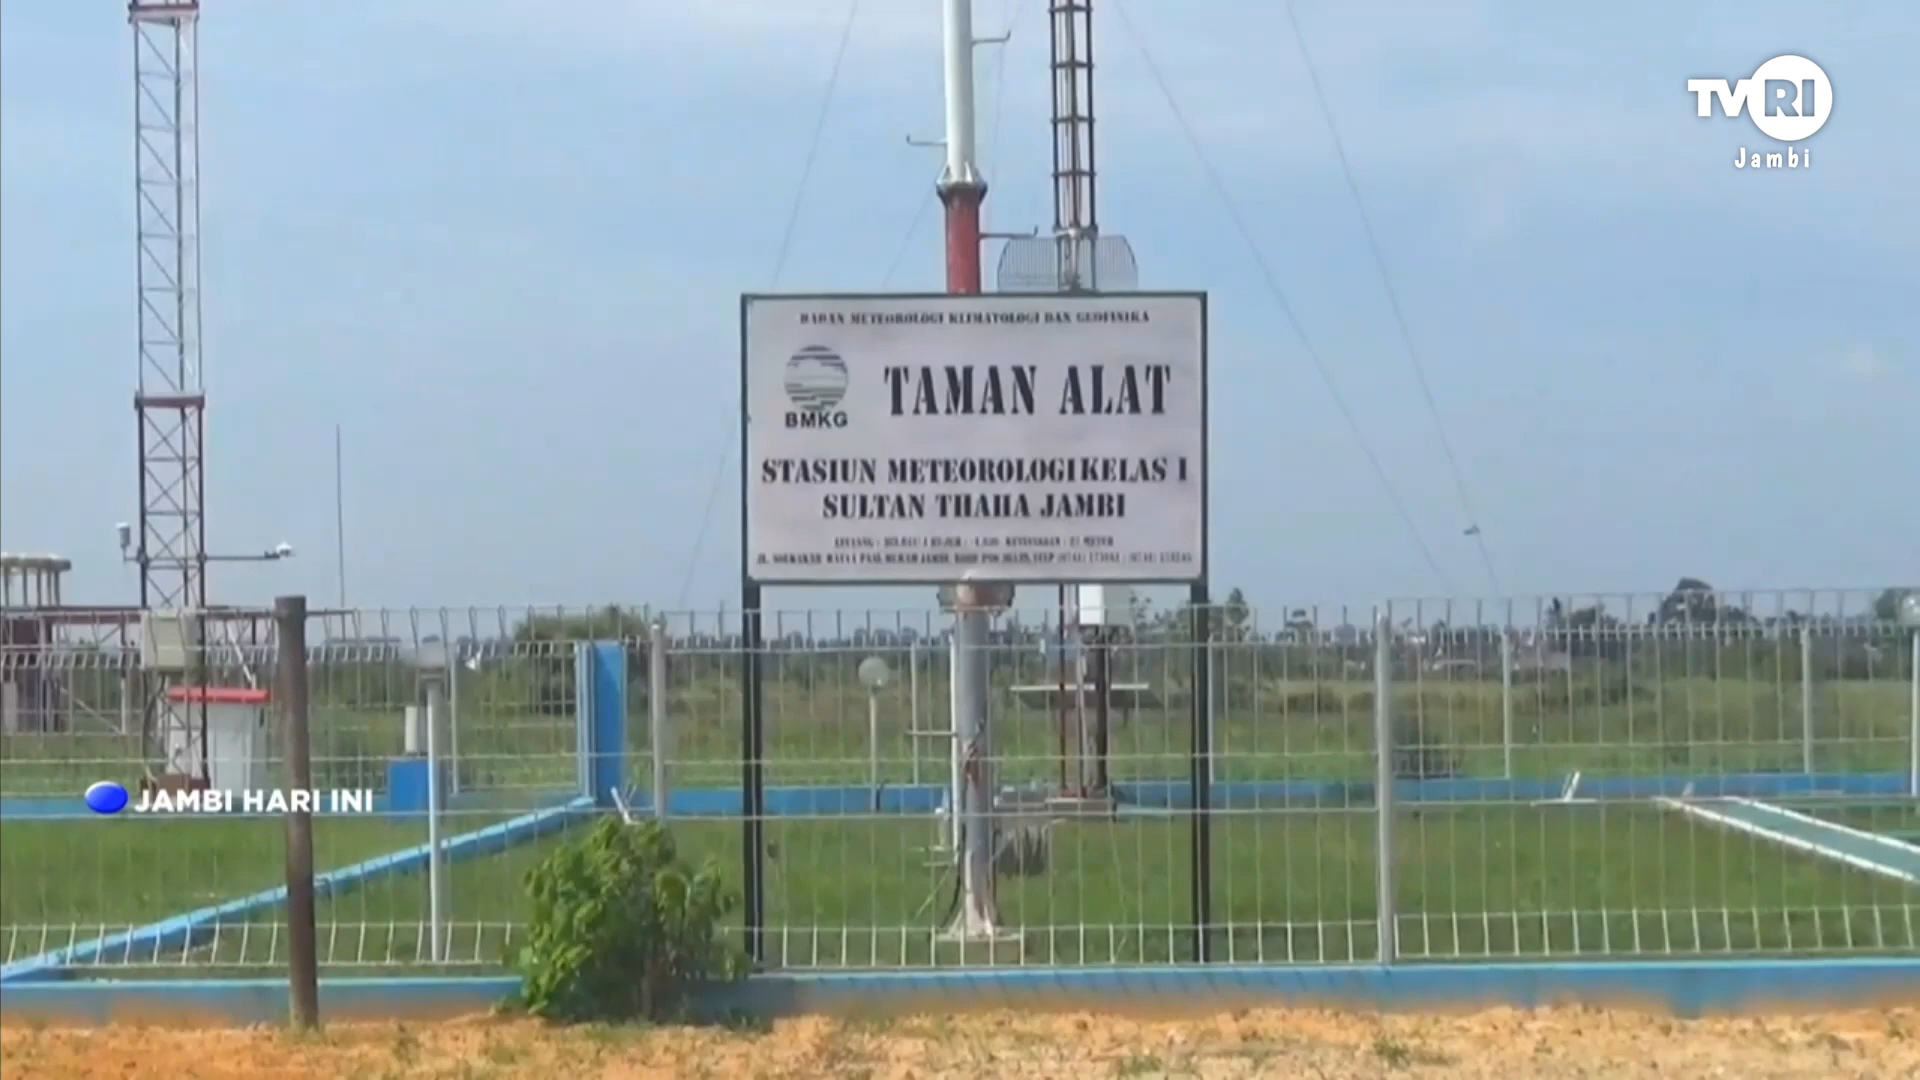 TVRI
Jambi
BADAN METEOROLOGI KLIMATOLOGI DAN GEOFISIKA
BMKG
TAMAN ALAT
STASIUN METEOROLOGI KELAS I
SULTAN THAHA JAMBI
JAMBI HARI INI